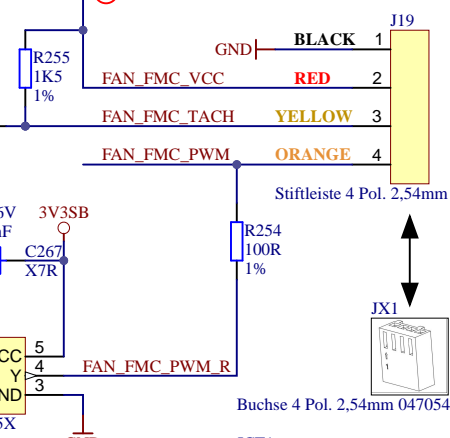 J19
GND BLACK 1
R255
1K5
1%
FAN_FMC_VCC RED 2
FAN_FMC_TACH YELLOW 3
FAN_FMC_PWM ORANGE 4
Stiftleiste 4 Pol. 2,54mm
3V3SB
R254
100R
1%
C267
X7R
JX1
5
Y 4 FAN_FMC_PWM_R
3
Buchse 4 Pol. 2,54mm 047054